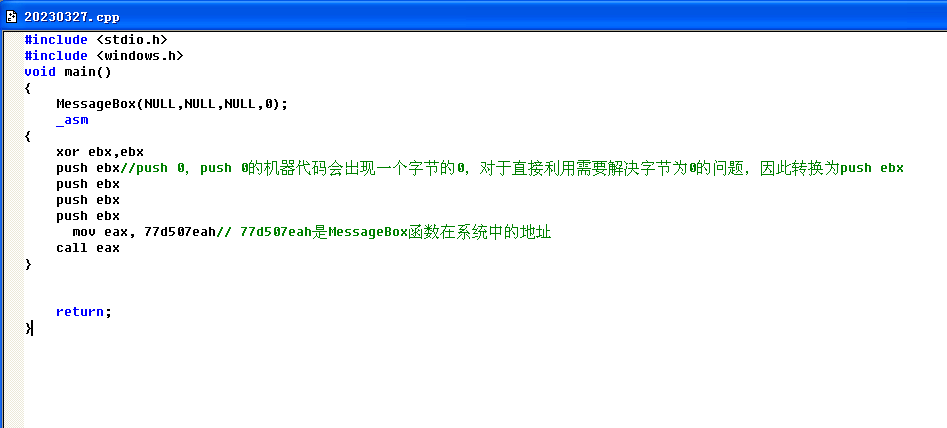 20230327.cpp
#include <stdio.h>
#include <windows.h>
void main()
{
MessageBox(NULL,NULL,NULL,0);
_asm
{
xor ebx,ebx
push ebx//push 0，push 0的机器代码会出现一个字节的0，对于直接利用需要解决字节为0的问题，因此转换为push ebx
push ebx
push ebx
push ebx
mov eax, 77d507eah// 77d507eah是MessageBox函数在系统中的地址
call eax
}
return;
}